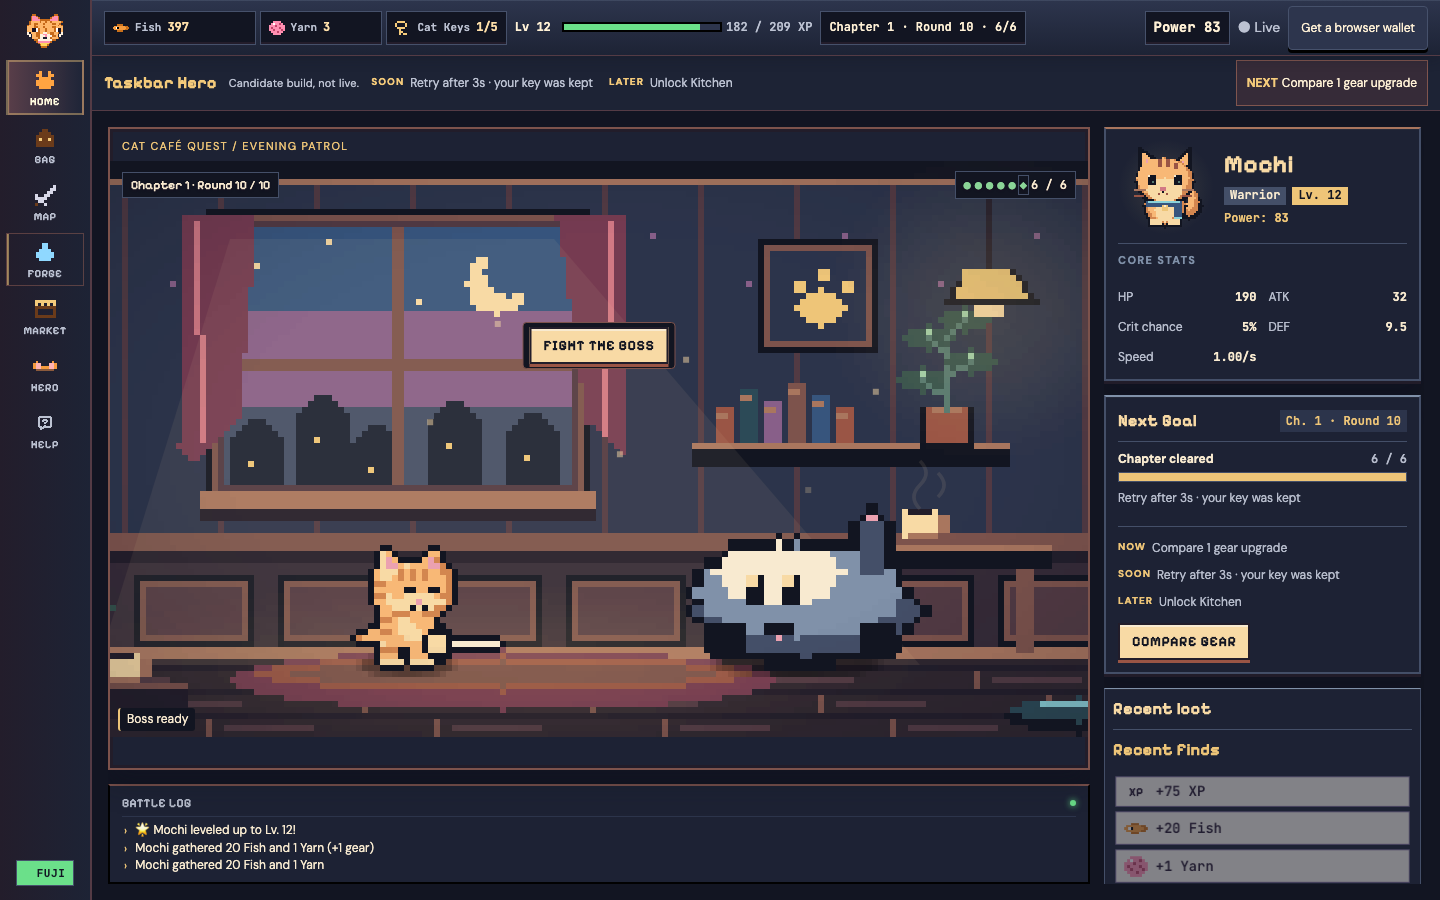 Fish 397
Yarn 3
Cat Keys 1/5
Lv 12
182 / 209 XP
Chapter 1 · Round 10 · 6/6
Power 83
Live
Get a browser wallet
Taskbar Hero
Candidate build, not live.
SOON Retry after 3s · your key was kept
LATER Unlock Kitchen
NEXT Compare 1 gear upgrade
HOME
BAG
MAP
FORGE
MARKET
HERO
HELP
FUJI
CAT CAFÉ QUEST / EVENING PATROL
Chapter 1 · Round 10 / 10
6 / 6
FIGHT THE BOSS
Boss ready
BATTLE LOG
› 🌟 Mochi leveled up to Lv. 12!
› Mochi gathered 20 Fish and 1 Yarn (+1 gear)
› Mochi gathered 20 Fish and 1 Yarn
Mochi
Warrior Lv. 12
Power: 83
CORE STATS
HP 190 ATK 32
Crit chance 5% DEF 9.5
Speed 1.00/s
Next Goal Ch. 1 · Round 10
Chapter cleared 6 / 6
Retry after 3s · your key was kept
NOW Compare 1 gear upgrade
SOON Retry after 3s · your key was kept
LATER Unlock Kitchen
COMPARE GEAR
Recent loot
Recent finds
XP +75 XP
+20 Fish
+1 Yarn